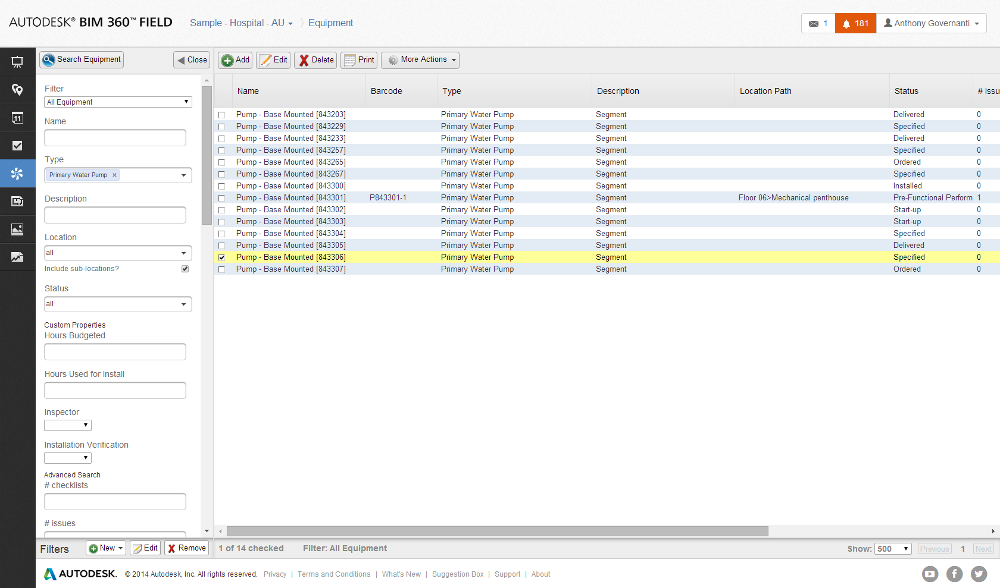 AUTODESK® BIM 360™ FIELD
Sample - Hospital - AU
Equipment
1
181
Anthony Governanti
Search Equipment
Close
Add
Edit
Delete
Print
More Actions
11
Filter
All Equipment
Name
Type
Primary Water Pump
Description
Location
all
Include sub-locations?
Status
all
Custom Properties
Hours Budgeted
Hours Used for Install
Inspector
Installation Verification
Advanced Search
# checklists
# issues
Name Barcode Type Description Location Path Status # Issu
Pump - Base Mounted [843203] Primary Water Pump Segment Delivered 0
Pump - Base Mounted [843229] Primary Water Pump Segment Specified 0
Pump - Base Mounted [843233] Primary Water Pump Segment Delivered 0
Pump - Base Mounted [843257] Primary Water Pump Segment Specified 0
Pump - Base Mounted [843265] Primary Water Pump Segment Ordered 0
Pump - Base Mounted [843267] Primary Water Pump Segment Specified 0
Pump - Base Mounted [843300] Primary Water Pump Segment Installed 0
Pump - Base Mounted [843301] P843301-1 Primary Water Pump Segment Floor 06>Mechanical penthouse Pre-Functional Perform 1
Pump - Base Mounted [843302] Primary Water Pump Segment Start-up 0
Pump - Base Mounted [843303] Primary Water Pump Segment Start-up 0
Pump - Base Mounted [843304] Primary Water Pump Segment Specified 0
Pump - Base Mounted [843305] Primary Water Pump Segment Delivered 0
Pump - Base Mounted [843306] Primary Water Pump Segment Specified 0
Pump - Base Mounted [843307] Primary Water Pump Segment Ordered 0
Filters New Edit Remove
1 of 14 checked Filter: All Equipment
Show: 500 Previous 1 Next
AUTODESK. © 2014 Autodesk, Inc. All rights reserved. Privacy | Terms and Conditions | What's New | Suggestion Box | Support | About